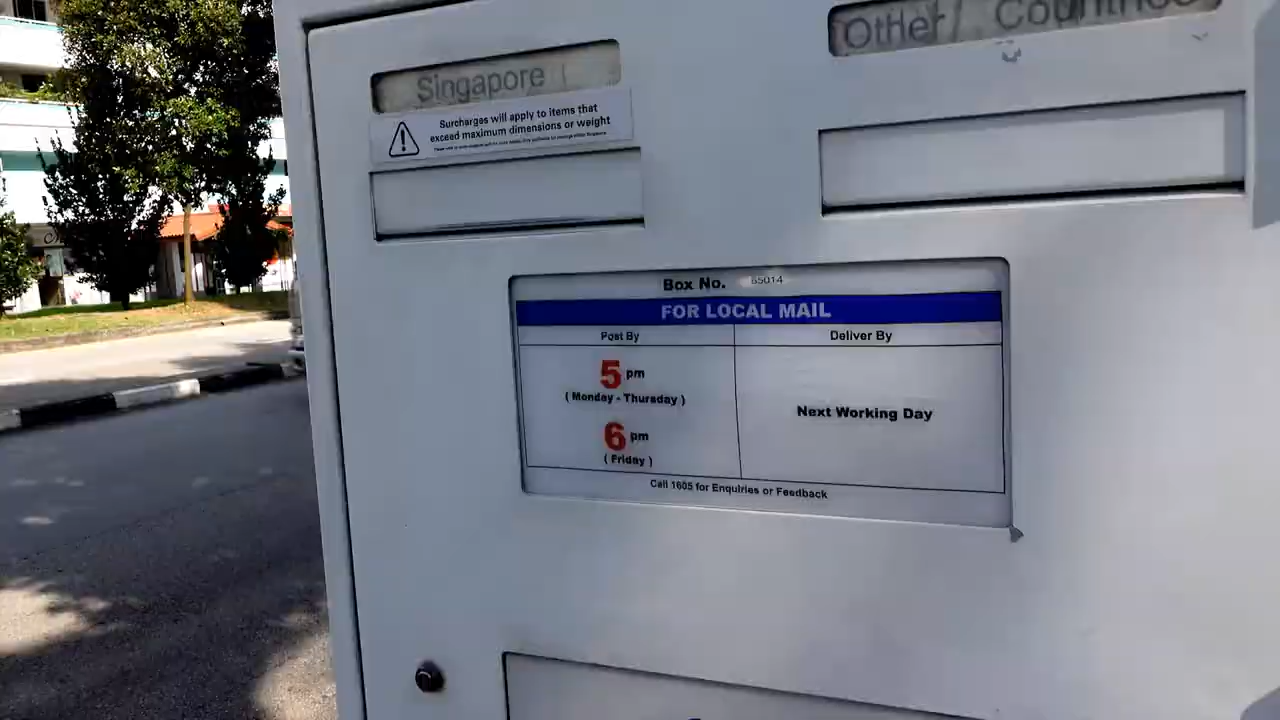 Singapore
Other Countries
Surcharges will apply to items that
exceed maximum dimensions or weight
Box No. 65014
FOR LOCAL MAIL
Post By
Deliver By
5 pm
( Monday - Thursday )
Next Working Day
6 pm
( Friday )
Call 1605 for Enquiries or Feedback